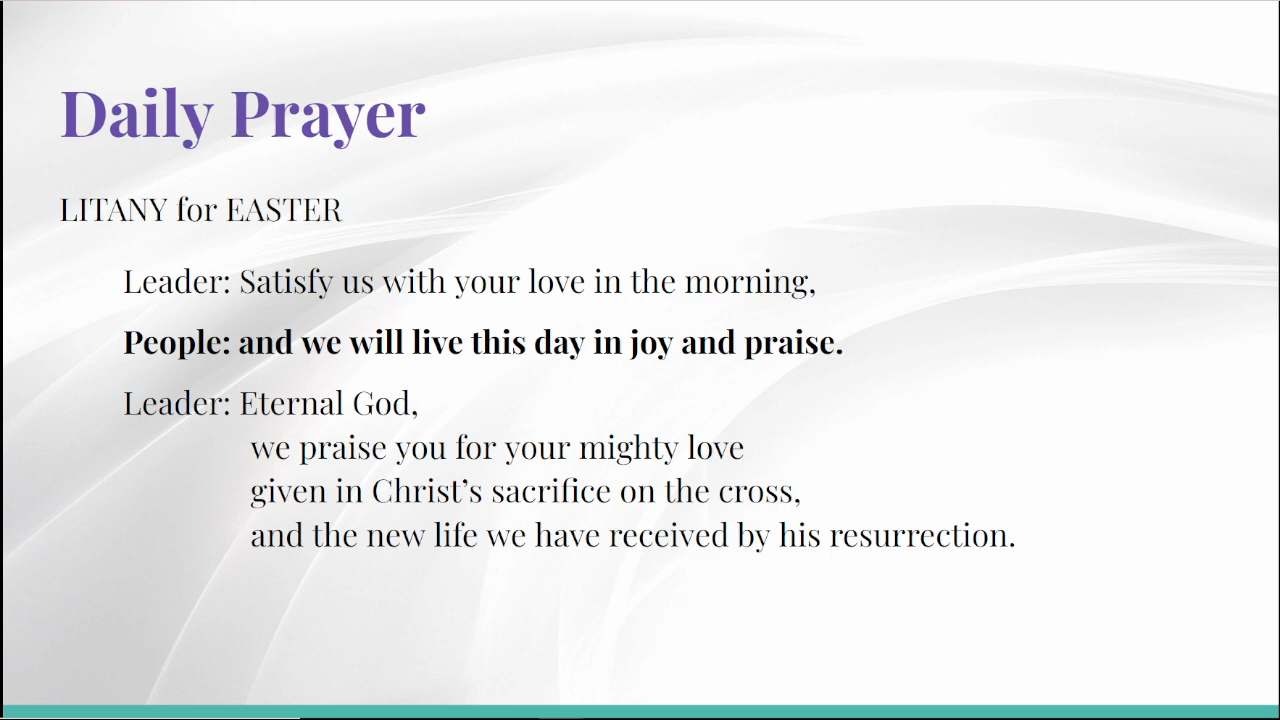 Daily Prayer
LITANY for EASTER
Leader: Satisfy us with your love in the morning,
People: and we will live this day in joy and praise.
Leader: Eternal God,
we praise you for your mighty love
given in Christ’s sacrifice on the cross,
and the new life we have received by his resurrection.